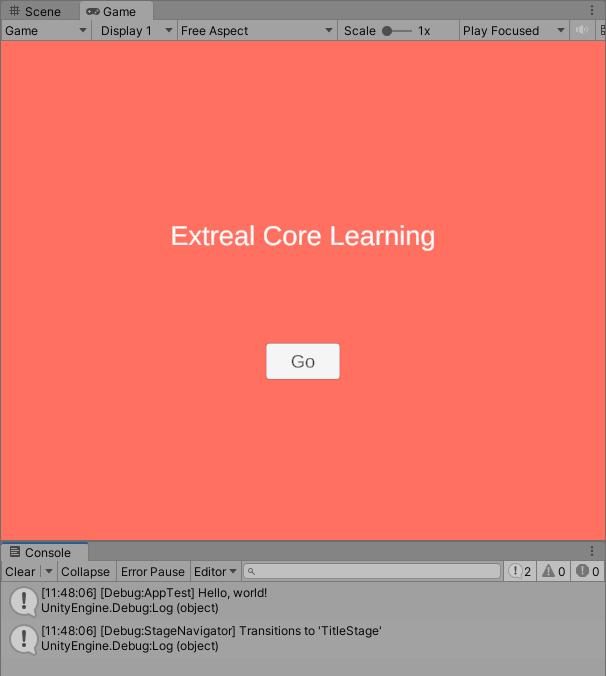 Scene Game
Game Display 1 Free Aspect Scale 1x Play Focused
Extreal Core Learning
Go
Console
Clear Collapse Error Pause Editor 2 0 0
[11:48:06] [Debug:AppTest] Hello, world!
UnityEngine.Debug:Log (object)
[11:48:06] [Debug:StageNavigator] Transitions to 'TitleStage'
UnityEngine.Debug:Log (object)